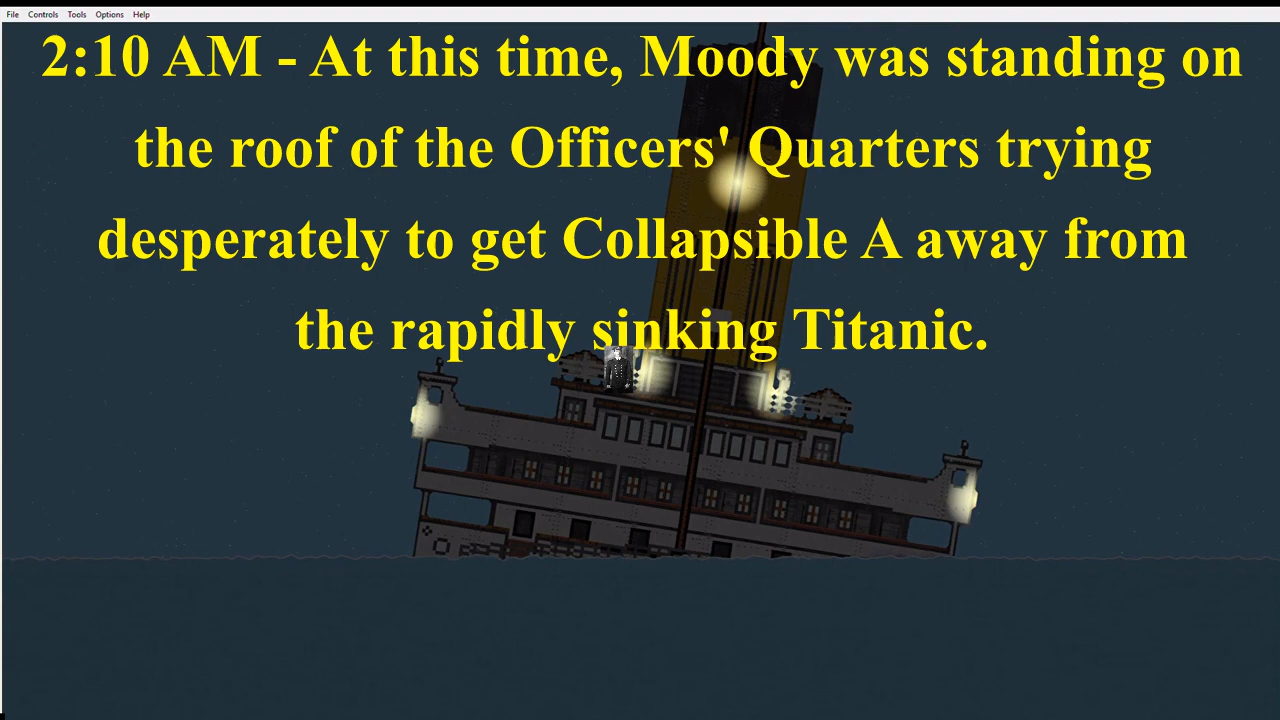 File Controls Tools Options Help
2:10 AM - At this time, Moody was standing on
the roof of the Officers' Quarters trying
desperately to get Collapsible A away from
the rapidly sinking Titanic.